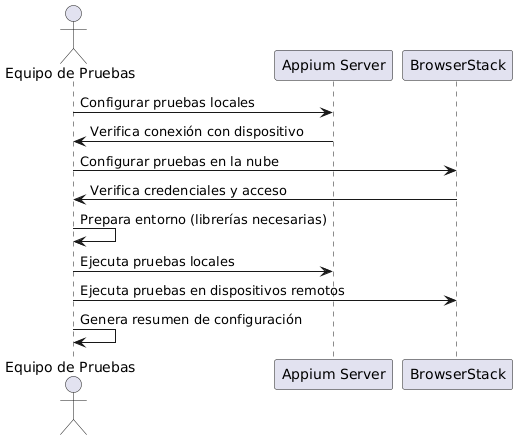 Equipo de Pruebas
Appium Server
BrowserStack
Configurar pruebas locales
Verifica conexión con dispositivo
Configurar pruebas en la nube
Verifica credenciales y acceso
Prepara entorno (librerías necesarias)
Ejecuta pruebas locales
Ejecuta pruebas en dispositivos remotos
Genera resumen de configuración
Equipo de Pruebas
Appium Server
BrowserStack